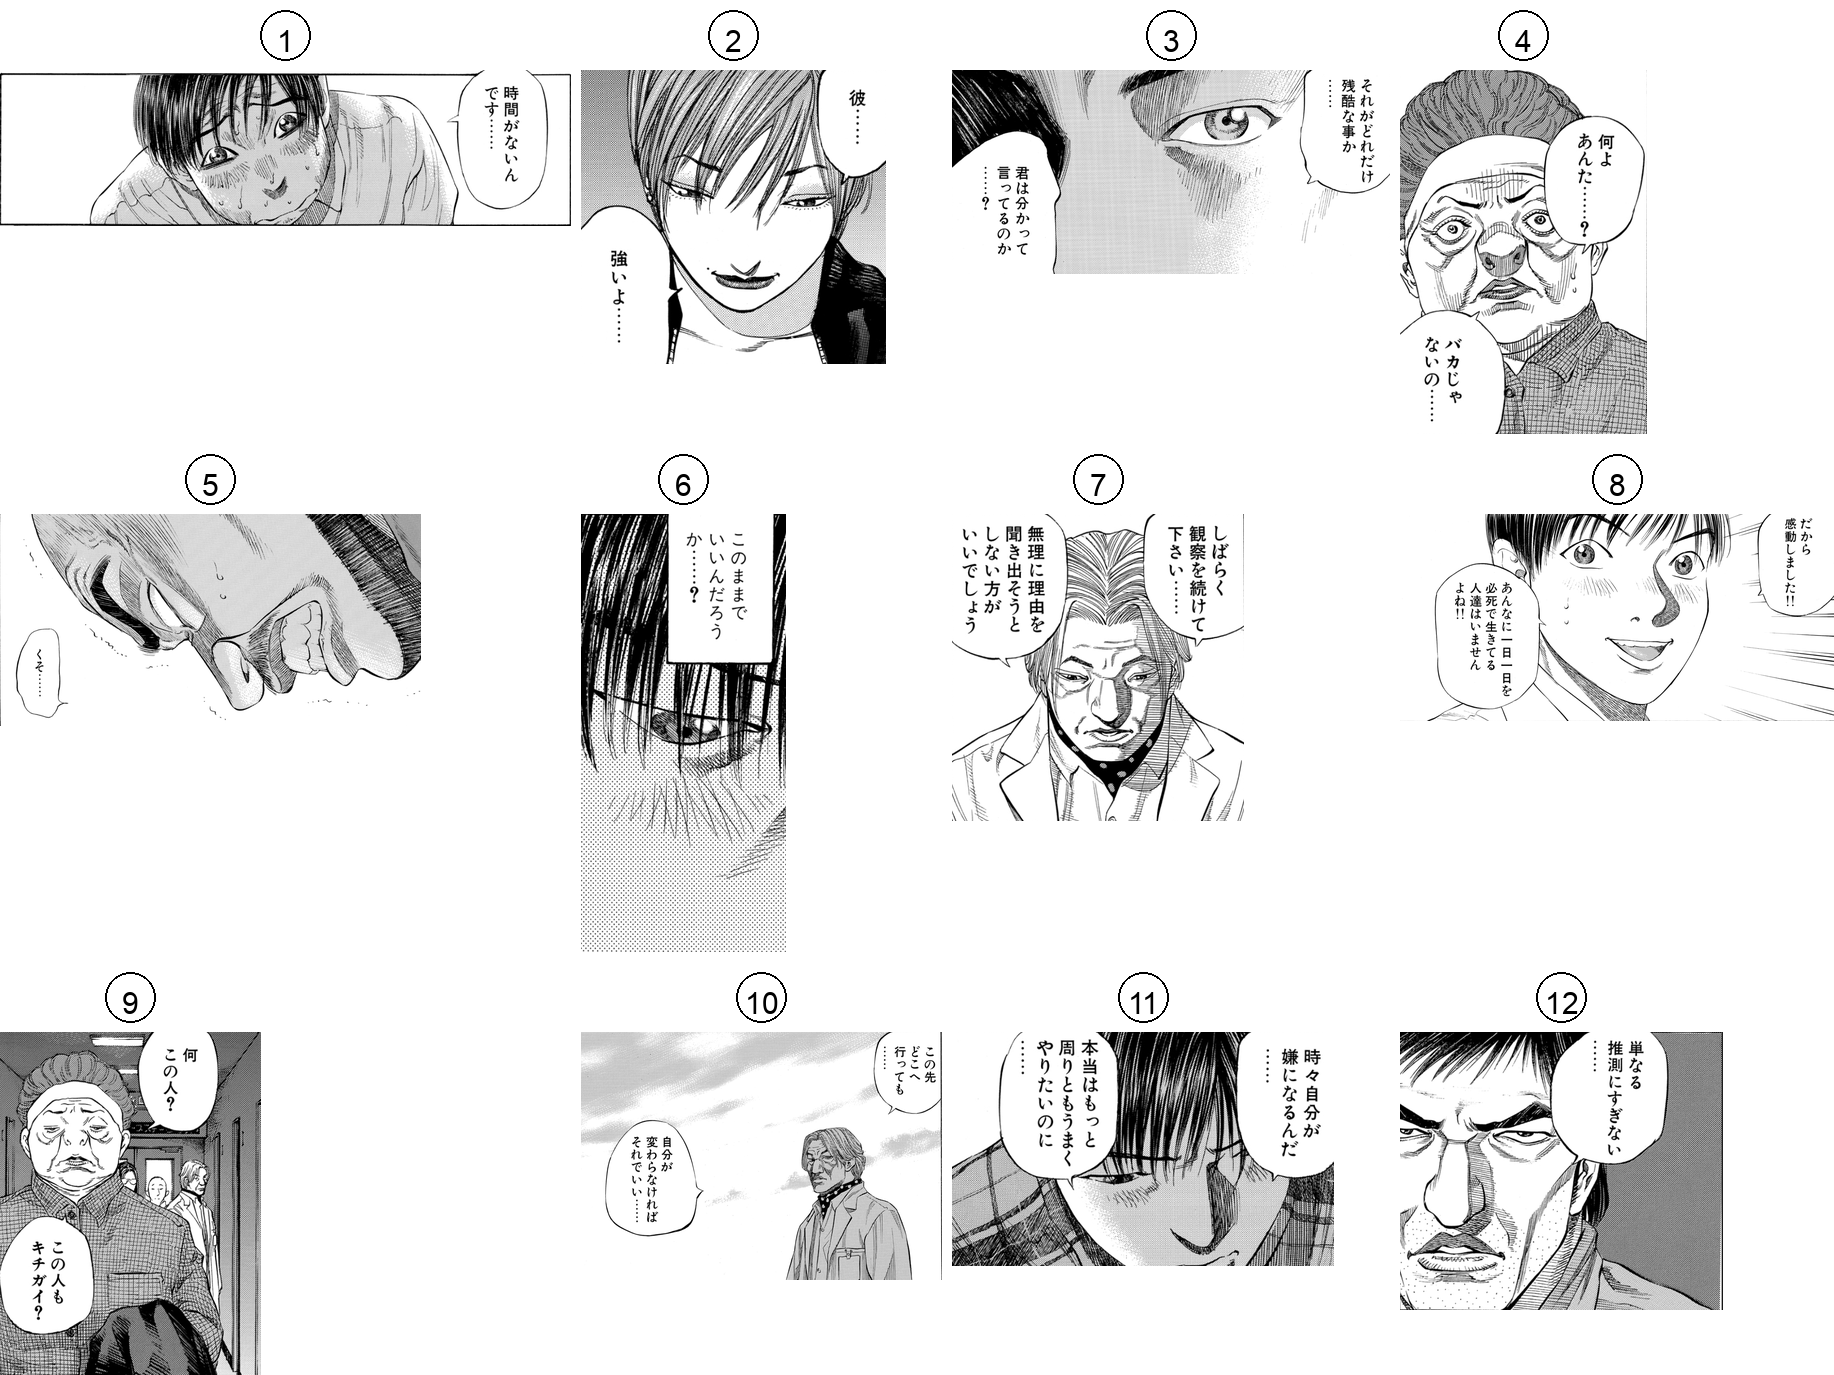 1
時間がないん
です……
2
彼……
強いよ……
3
それがどれだけ
残酷な事か
……
君は分かって
言ってるのか
……?
4
何よ
あんた……?
バカじゃ
ないの……
5
くそ……
6
このままで
いいんだろう
か……?
7
しばらく
観察を続けて
下さい……
無理に理由を
聞き出そうと
しない方が
いいでしょう
8
だから
感動しました!!
あんなに一日一日を
必死で生きてる
人達はいません
よね!!
9
何
この人?
この人も
キチガイ?
10
この先
どこへ
行っても
……
自分が
変わらなければ
それでいい……
11
時々自分が
嫌になるんだ
……
本当はもっと
周りともうまく
やりたいのに
……
12
単なる
推測にすぎない
……